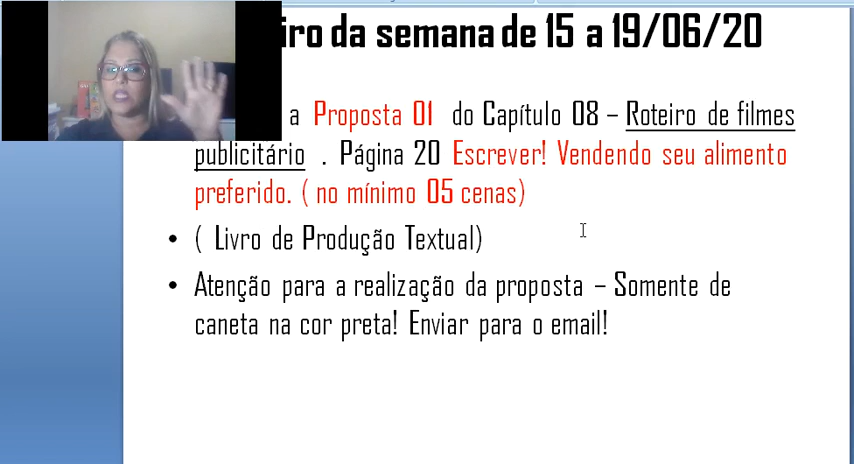 iro da semana de 15 a 19/06/20
a Proposta 01 do Capítulo 08 – Roteiro de filmes
publicitário . Página 20 Escrever! Vendendo seu alimento
preferido. ( no mínimo 05 cenas)
• ( Livro de Produção Textual)
• Atenção para a realização da proposta – Somente de
caneta na cor preta! Enviar para o email!